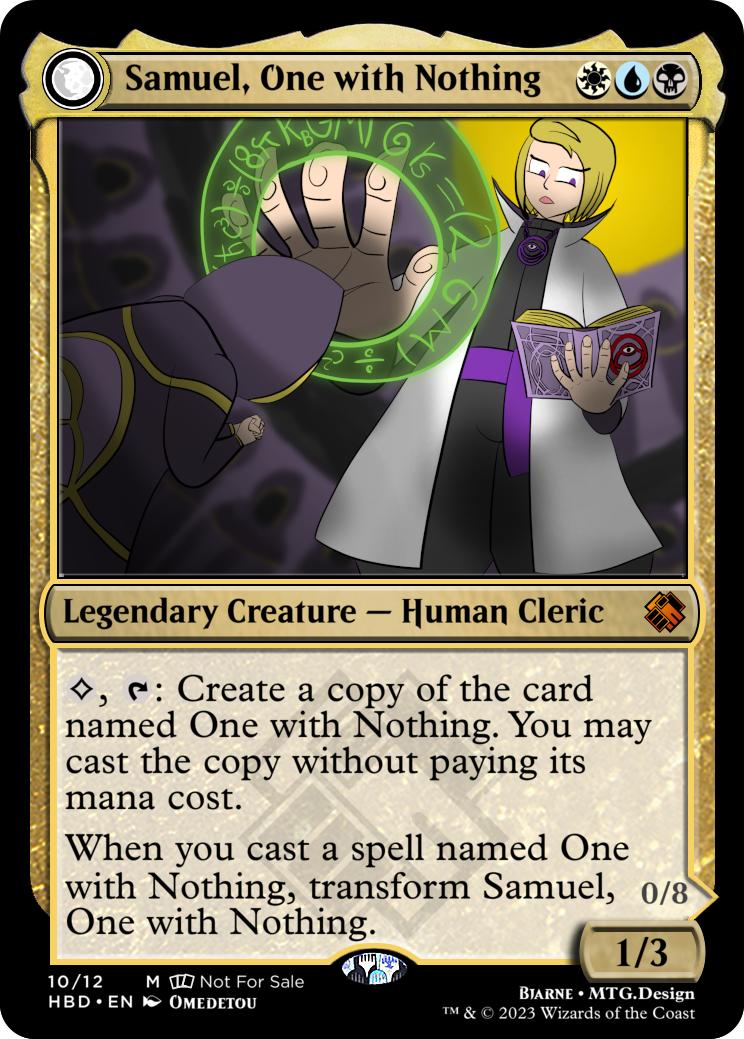 Samuel, One with Nothing
Legendary Creature — Human Cleric
, : Create a copy of the card
named One with Nothing. You may
cast the copy without paying its
mana cost.
When you cast a spell named One
with Nothing, transform Samuel,
One with Nothing.
0/8
1/3
10/12 M Not For Sale
HBD • EN OMEDETOU
BJARNE • MTG.Design
™ & © 2023 Wizards of the Coast